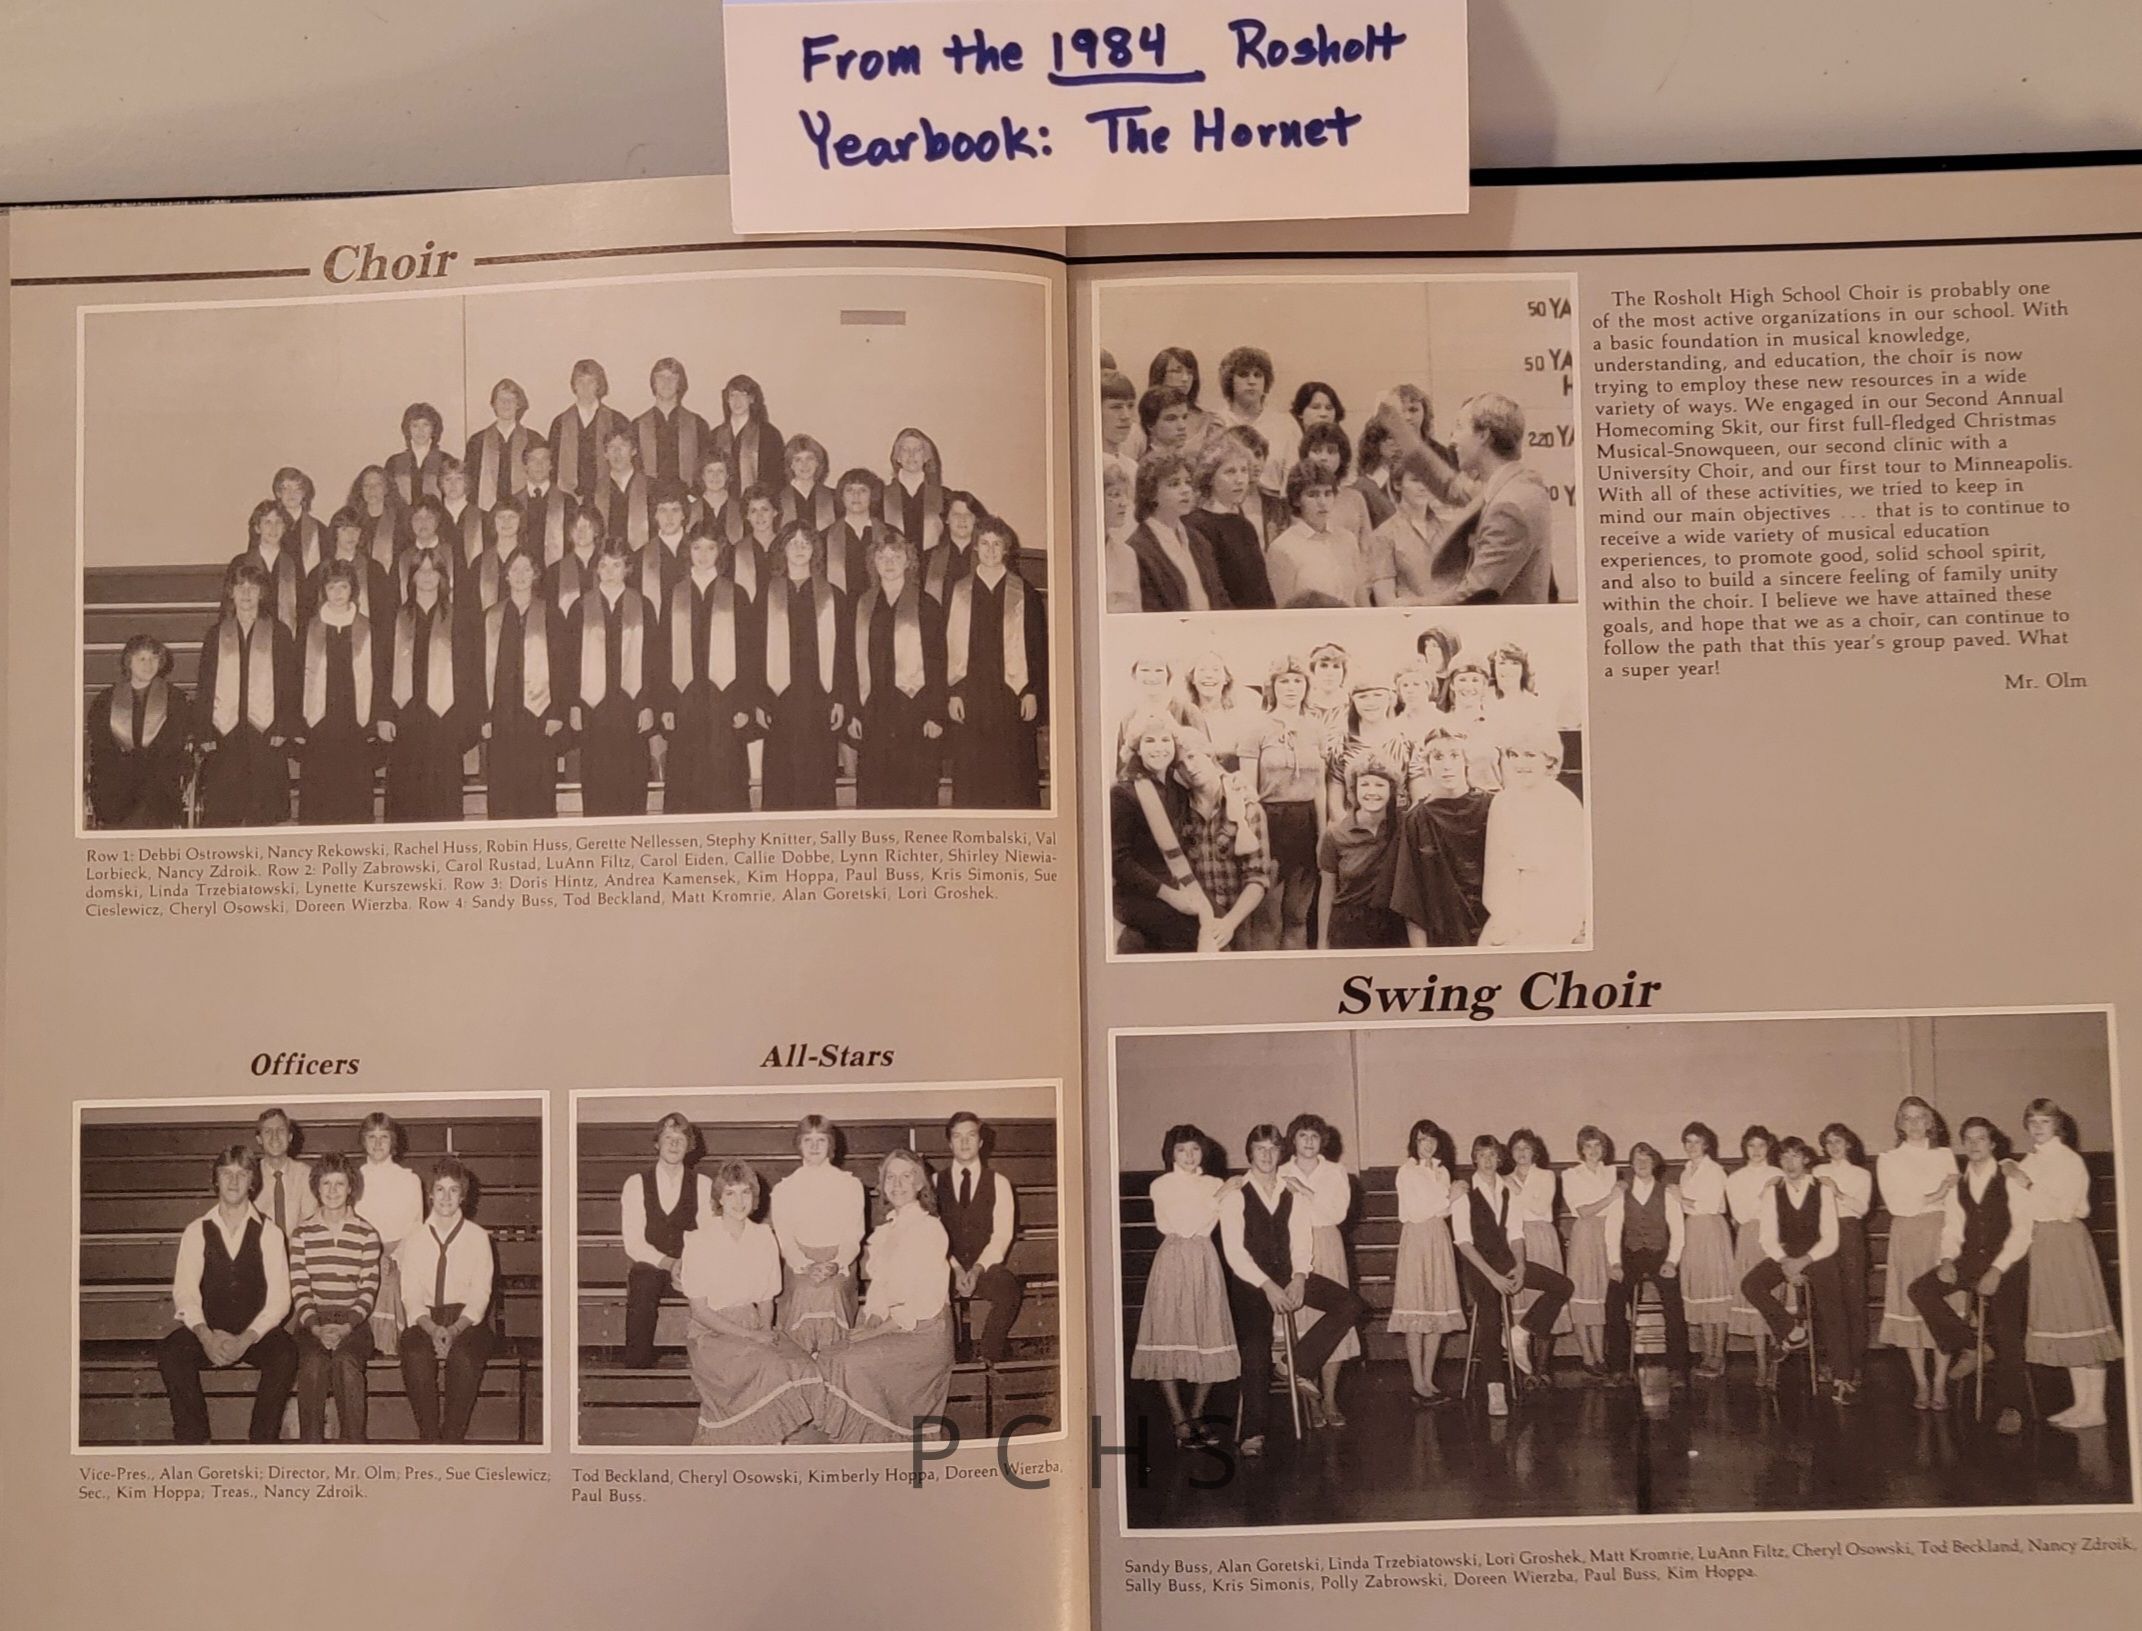 From the 1984 Rosholt
Yearbook: The Hornet
Choir
Row 1: Debbi Ostrowski, Nancy Rekowski, Rachel Huss, Robin Huss, Gerette Nellessen, Stephy Knitter, Sally Buss, Renee Rombalski, Val
Lorbieck, Nancy Zdroik. Row 2: Polly Zabrowski, Carol Rustad, LuAnn Filtz, Carol Eiden, Callie Dobbe, Lynn Richter, Shirley Niewia-
domski, Linda Trzebiatowski, Lynette Kurszewski. Row 3: Doris Hintz, Andrea Kamensek, Kim Hoppa, Paul Buss, Kris Simonis, Sue
Cieslewicz, Cheryl Osowski, Doreen Wierzba. Row 4: Sandy Buss, Tod Beckland, Matt Kromrie, Alan Goretski, Lori Groshek.
Officers
Vice-Pres., Alan Goretski; Director, Mr. Olm; Pres., Sue Cieslewicz;
Sec., Kim Hoppa; Treas., Nancy Zdroik.
All-Stars
Tod Beckland, Cheryl Osowski, Kimberly Hoppa, Doreen Wierzba,
Paul Buss.
50 YA
50 YA
H
220 YA
0 Y
The Rosholt High School Choir is probably one
of the most active organizations in our school. With
a basic foundation in musical knowledge,
understanding, and education, the choir is now
trying to employ these new resources in a wide
variety of ways. We engaged in our Second Annual
Homecoming Skit, our first full-fledged Christmas
Musical-Snowqueen, our second clinic with a
University Choir, and our first tour to Minneapolis.
With all of these activities, we tried to keep in
mind our main objectives ... that is to continue to
receive a wide variety of musical education
experiences, to promote good, solid school spirit,
and also to build a sincere feeling of family unity
within the choir. I believe we have attained these
goals, and hope that we as a choir, can continue to
follow the path that this year's group paved. What
a super year!
Mr. Olm
Swing Choir
Sandy Buss, Alan Goretski, Linda Trzebiatowski, Lori Groshek, Matt Kromrie, LuAnn Filtz, Cheryl Osowski, Tod Beckland, Nancy Zdroik,
Sally Buss, Kris Simonis, Polly Zabrowski, Doreen Wierzba, Paul Buss, Kim Hoppa.
PCHS